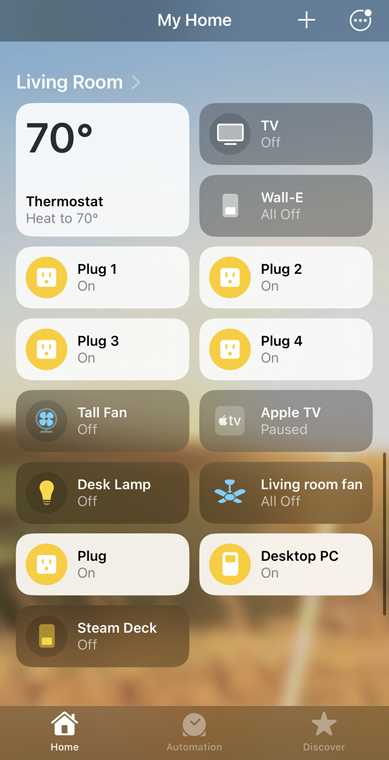 My Home
Living Room
70°
Thermostat
Heat to 70°
TV
Off
Wall-E
All Off
Plug 1
On
Plug 2
On
Plug 3
On
Plug 4
On
Tall Fan
Off
tv
Apple TV
Paused
Desk Lamp
Off
Living room fan
All Off
Plug
On
Desktop PC
On
Steam Deck
Off
Home
Automation
Discover